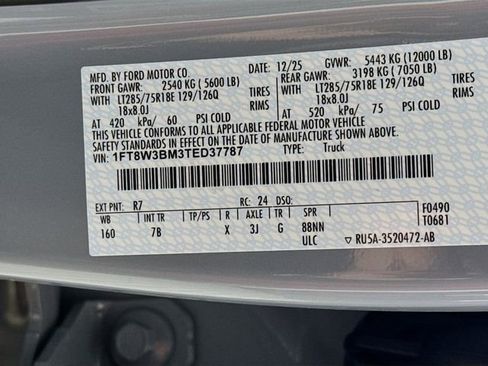 MFD. BY FORD MOTOR CO. 12/25 GVWR: 5443 KG (12000 LB)
FRONT GAWR: 2540 KG ( 5600 LB) REAR GAWR: 3198 KG ( 7050 LB)
WITH LT285/75R18E 129/126Q TIRES WITH LT285/75R18E 129/126Q TIRES
18x8.0J RIMS 18x8.0J RIMS
AT 420 kPa/ 60 PSI COLD AT 520 kPa/ 75 PSI COLD
THIS VEHICLE CONFORMS TO ALL APPLICABLE FEDERAL MOTOR VEHICLE
SAFETY STANDARDS IN EFFECT ON THE DATE OF MANUFACTURE SHOWN ABOVE.
VIN: 1FT8W3BM3TED37787 TYPE: Truck
EXT PNT: R7 RC: 24 DSO: F0490
WB INT TR TP/PS R AXLE TR SPR T0681
160 7B X 3J G 88NN
ULC RU5A-3520472-AB